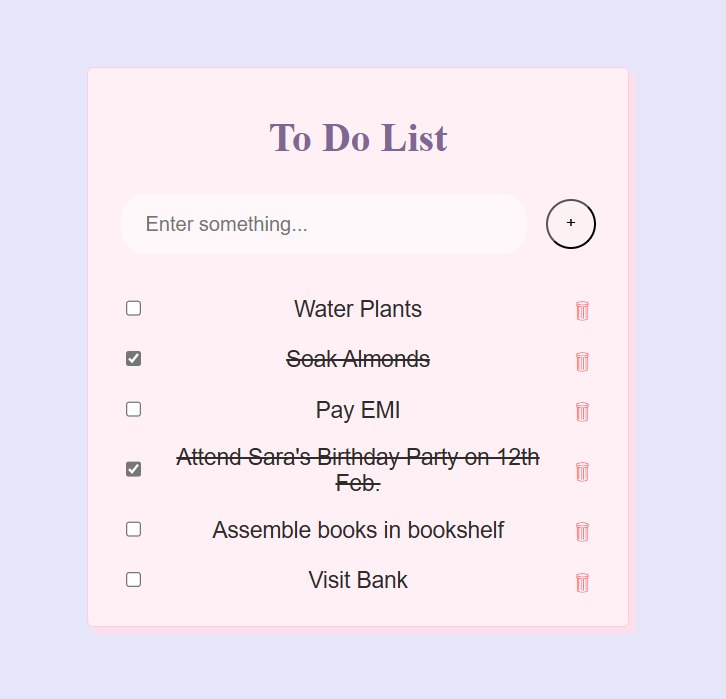 To Do List
Enter something...
+
Water Plants
Soak Almonds
Pay EMI
Attend Sara's Birthday Party on 12th
Feb.
Assemble books in bookshelf
Visit Bank